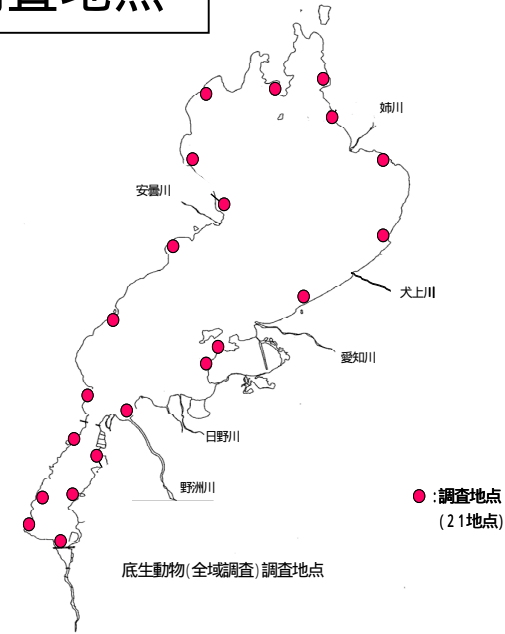 査地点
姉川
安曇川
犬上川
愛知川
日野川
野洲川
●:調査地点
(21地点)
底生動物(全域調査)調査地点